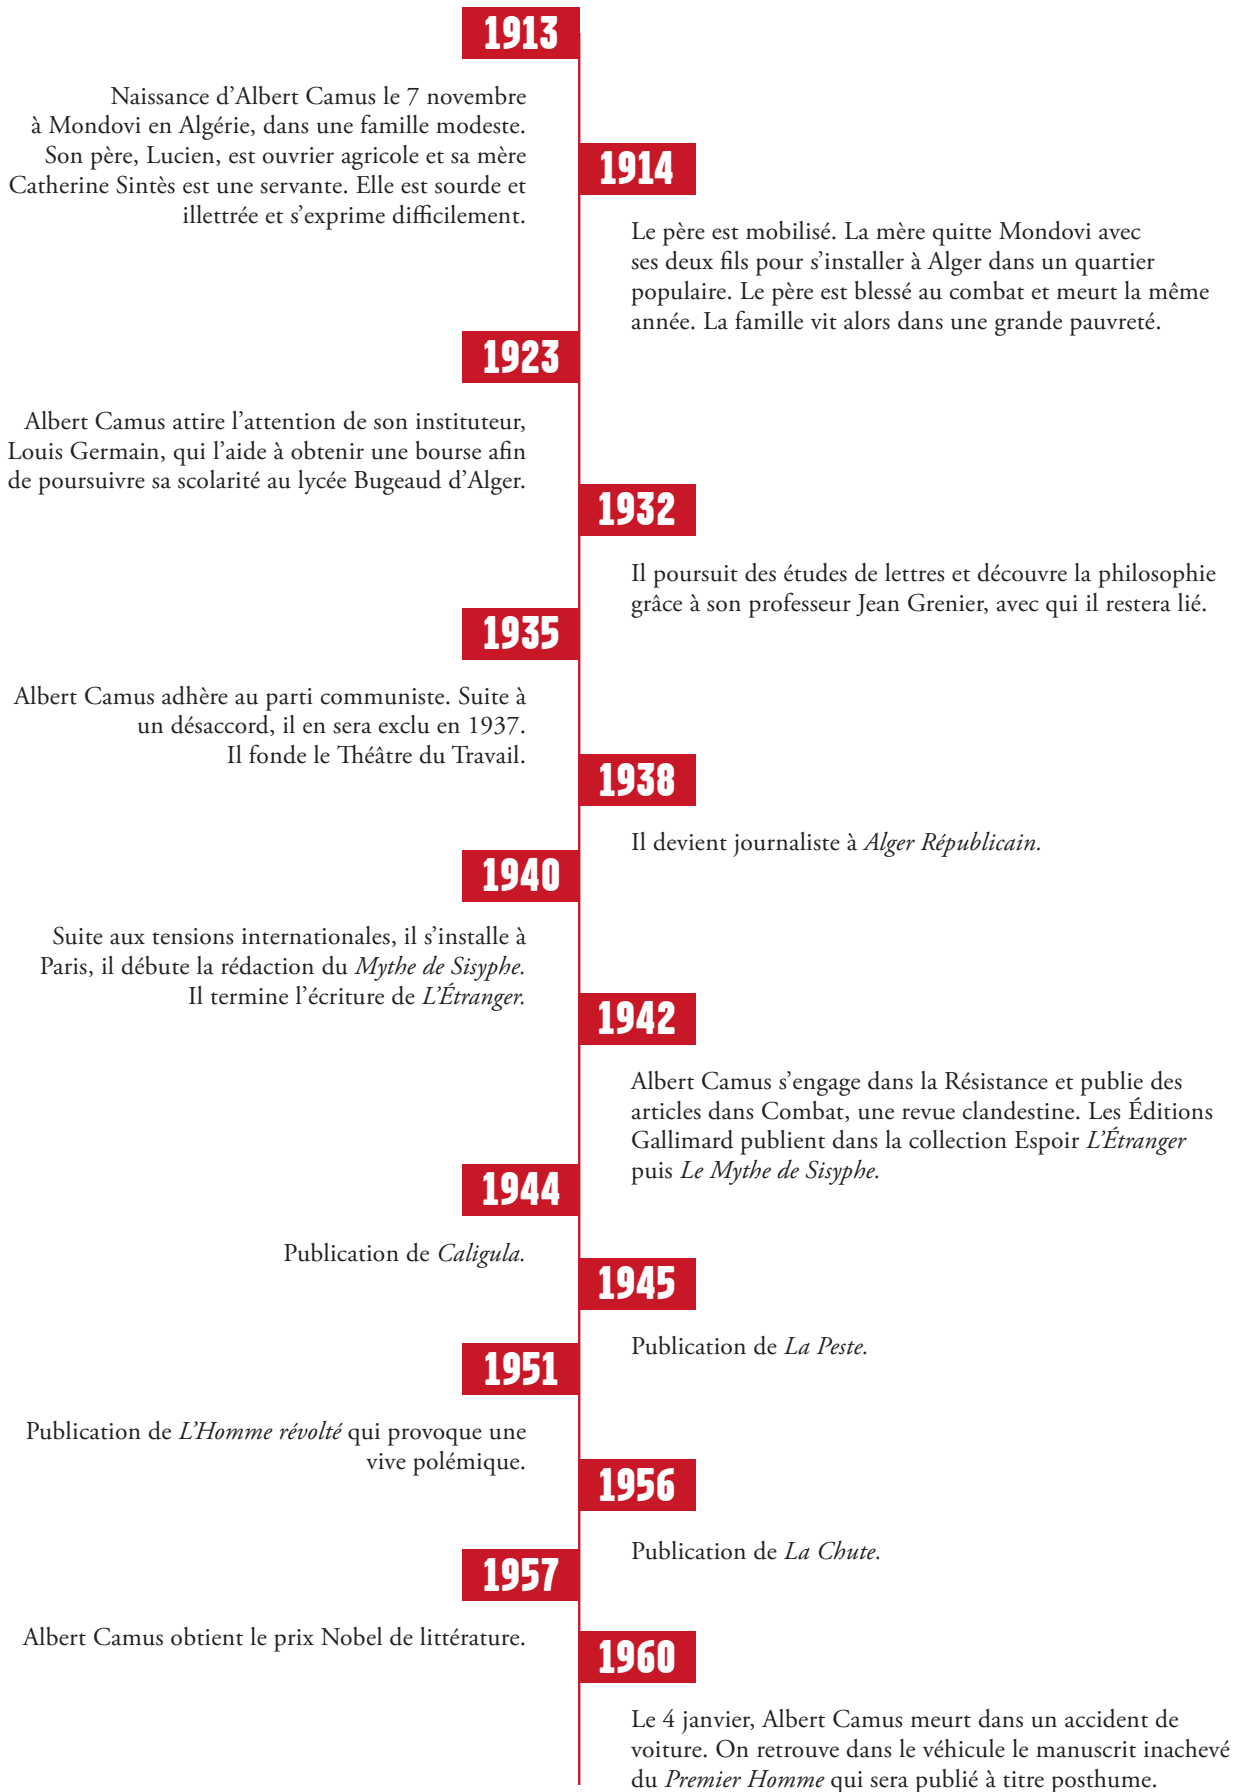 1913
Naissance d’Albert Camus le 7 novembre
à Mondovi en Algérie, dans une famille modeste.
Son père, Lucien, est ouvrier agricole et sa mère
Catherine Sintès est une servante. Elle est sourde et
illettrée et s’exprime difficilement.
1914
Le père est mobilisé. La mère quitte Mondovi avec
ses deux fils pour s’installer à Alger dans un quartier
populaire. Le père est blessé au combat et meurt la même
année. La famille vit alors dans une grande pauvreté.
1923
Albert Camus attire l’attention de son instituteur,
Louis Germain, qui l’aide à obtenir une bourse afin
de poursuivre sa scolarité au lycée Bugeaud d’Alger.
1932
Il poursuit des études de lettres et découvre la philosophie
grâce à son professeur Jean Grenier, avec qui il restera lié.
1935
Albert Camus adhère au parti communiste. Suite à
un désaccord, il en sera exclu en 1937.
Il fonde le Théâtre du Travail.
1938
Il devient journaliste à Alger Républicain.
1940
Suite aux tensions internationales, il s’installe à
Paris, il débute la rédaction du Mythe de Sisyphe.
Il termine l’écriture de L’Étranger.
1942
Albert Camus s’engage dans la Résistance et publie des
articles dans Combat, une revue clandestine. Les Éditions
Gallimard publient dans la collection Espoir L’Étranger
puis Le Mythe de Sisyphe.
1944
Publication de Caligula.
1945
Publication de La Peste.
1951
Publication de L’Homme révolté qui provoque une
vive polémique.
1956
Publication de La Chute.
1957
Albert Camus obtient le prix Nobel de littérature.
1960
Le 4 janvier, Albert Camus meurt dans un accident de
voiture. On retrouve dans le véhicule le manuscrit inachevé
du Premier Homme qui sera publié à titre posthume.